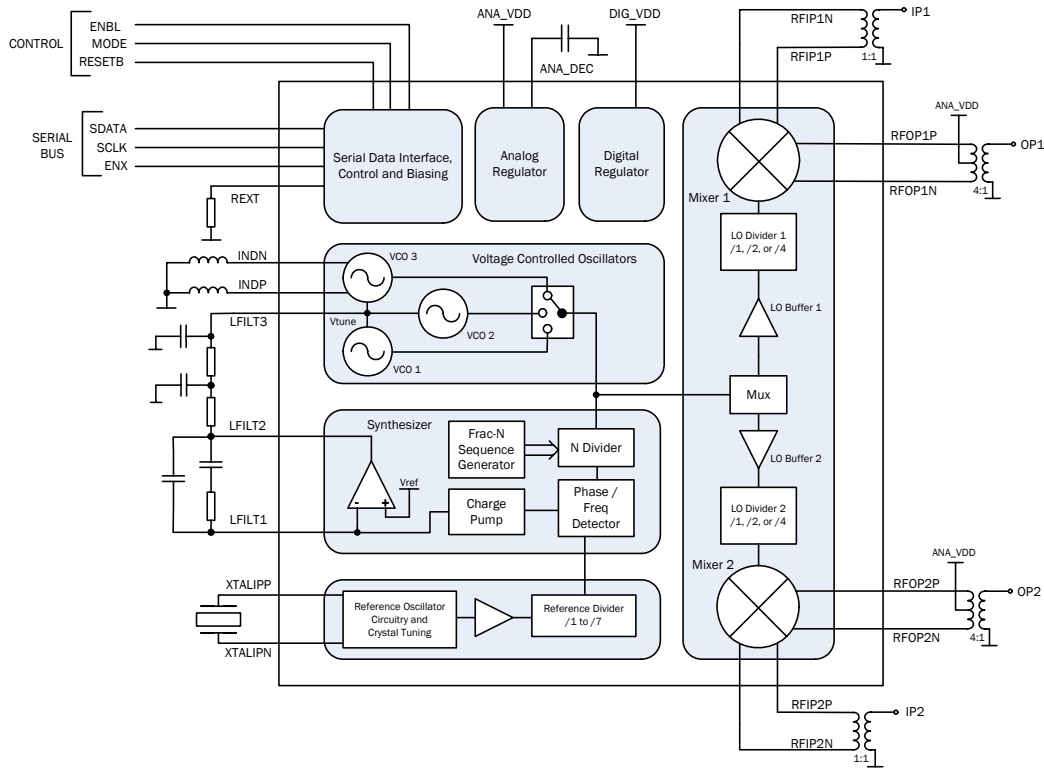 CONTROL
ENBL
MODE
RESETB
SERIAL
BUS
SDATA
SCLK
ENX
REXT
ANA_VDD
ANA_DEC
DIG_VDD
RFIP1N
RFIP1P
1:1
IP1
Serial Data Interface,
Control and Biasing
Analog
Regulator
Digital
Regulator
Mixer 1
ANA_VDD
RFOP1P
RFOP1N
4:1
OP1
LO Divider 1
/1, /2, or /4
LO Buffer 1
INDN
INDP
LFILT3
VCO 3
Voltage Controlled Oscillators
Vtune
VCO 2
VCO 1
Mux
LO Buffer 2
LFILT2
LFILT1
Synthesizer
Frac-N
Sequence
Generator
N Divider
Vref
-
+
Charge
Pump
Phase /
Freq
Detector
LO Divider 2
/1, /2, or /4
Mixer 2
ANA_VDD
RFOP2P
RFOP2N
4:1
OP2
XTALIPP
XTALIPN
Reference Oscillator
Circuitry and
Crystal Tuning
Reference Divider
/1 to /7
RFIP2P
RFIP2N
1:1
IP2